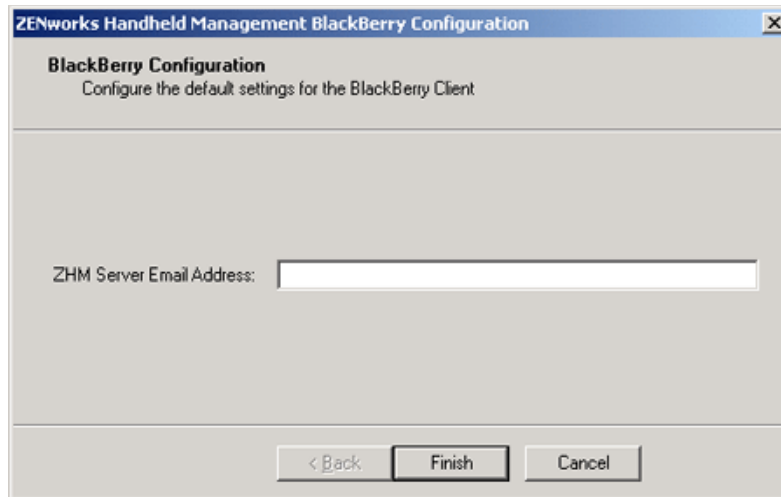 ZENworks Handheld Management BlackBerry Configuration
BlackBerry Configuration
Configure the default settings for the BlackBerry Client
ZHM Server Email Address:
< Back Finish Cancel